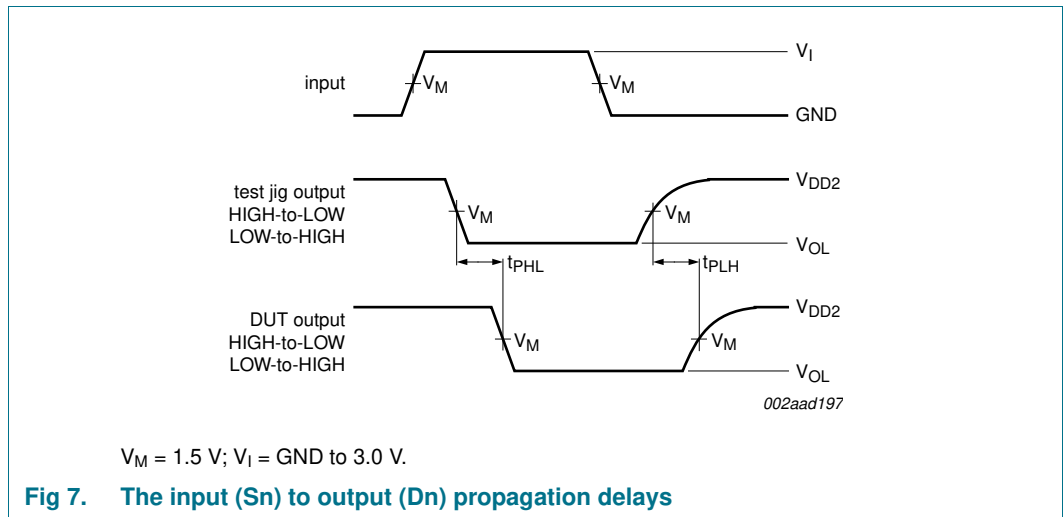 input
V_M
V_M
V_I
GND
test jig output
HIGH-to-LOW
LOW-to-HIGH
V_M
V_M
V_DD2
V_OL
t_PHL
t_PLH
DUT output
HIGH-to-LOW
LOW-to-HIGH
V_M
V_M
V_DD2
V_OL
002aad197
V_M = 1.5 V; V_I = GND to 3.0 V.
Fig 7. The input (Sn) to output (Dn) propagation delays